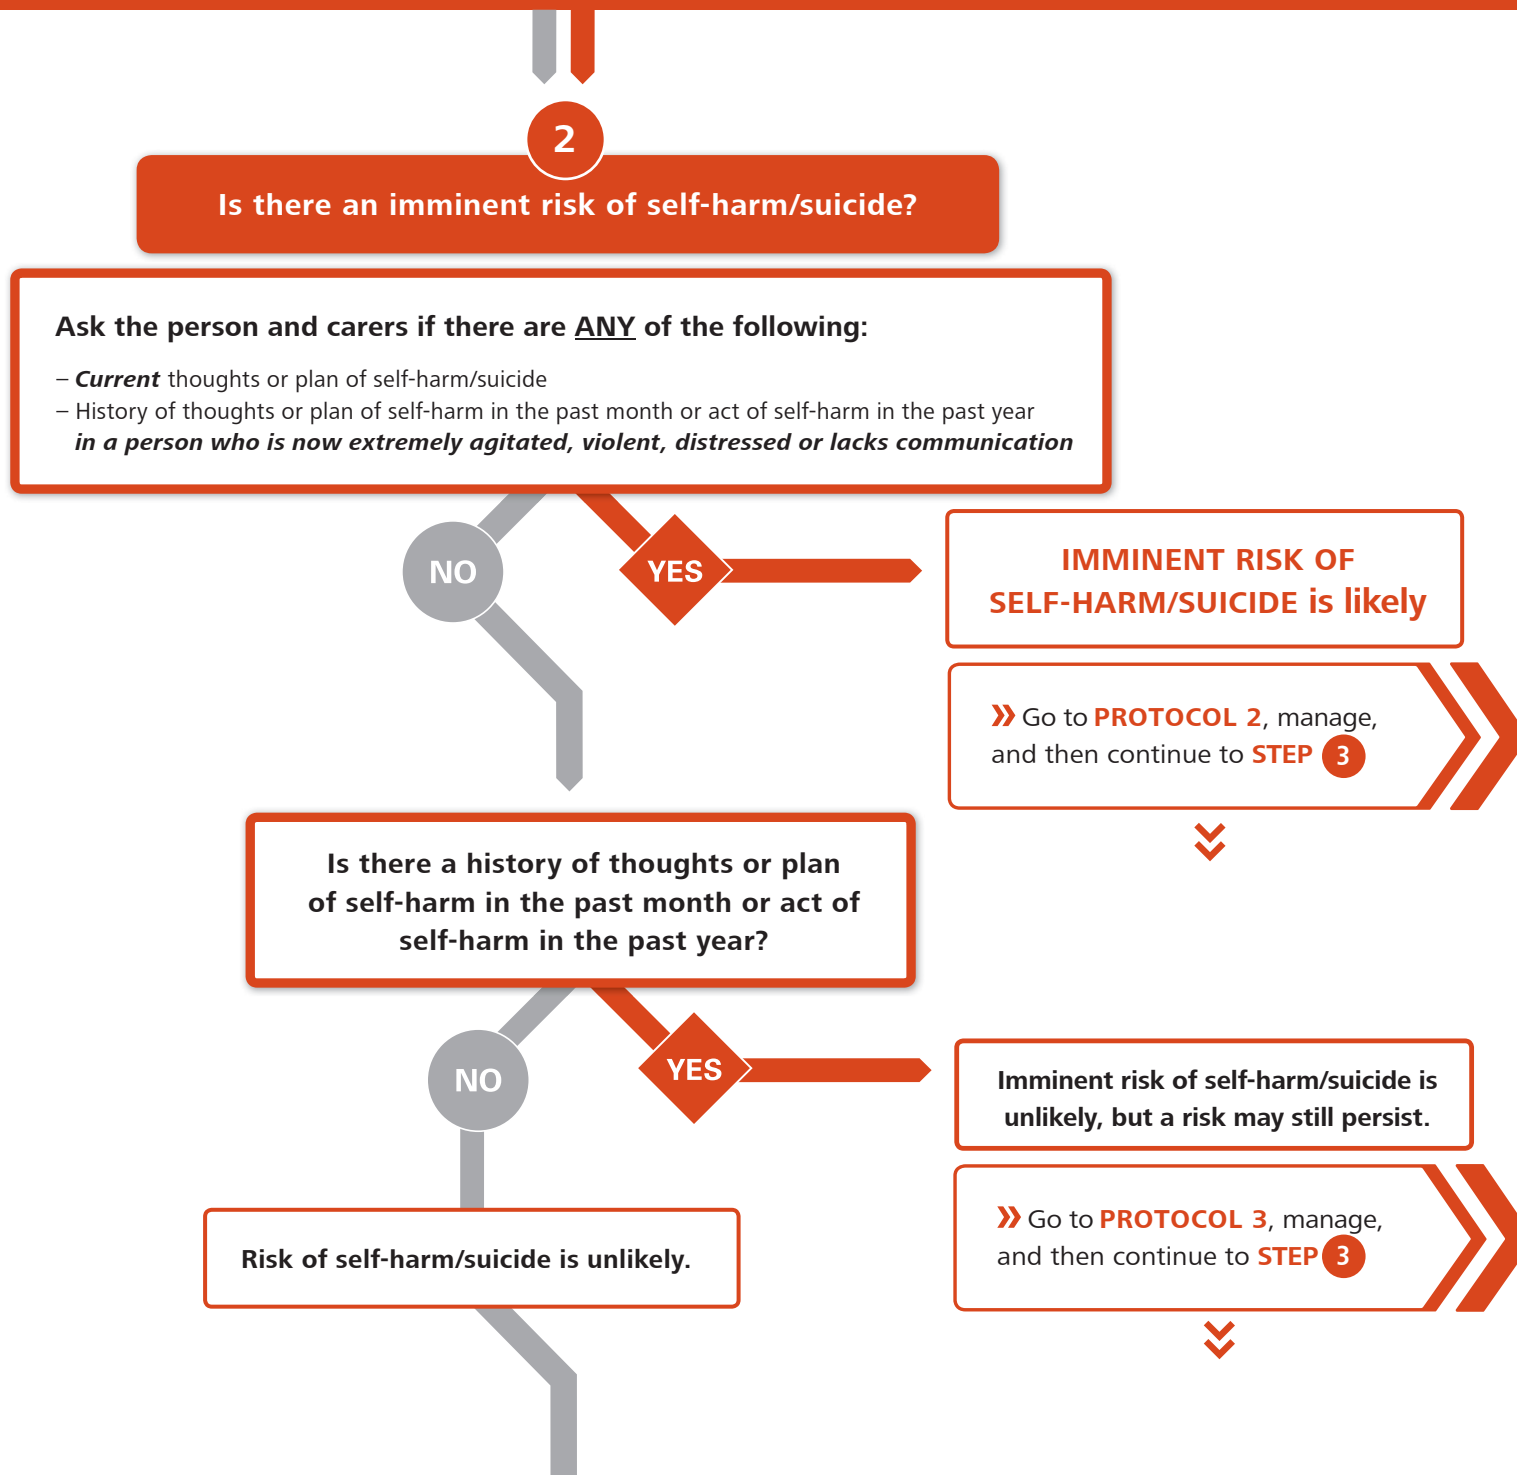 2
Is there an imminent risk of self-harm/suicide?
Ask the person and carers if there are ANY of the following:
– Current thoughts or plan of self-harm/suicide
– History of thoughts or plan of self-harm in the past month or act of self-harm in the past year
in a person who is now extremely agitated, violent, distressed or lacks communication
NO
YES
IMMINENT RISK OF
SELF-HARM/SUICIDE is likely
» Go to PROTOCOL 2, manage,
and then continue to STEP 3
Is there a history of thoughts or plan
of self-harm in the past month or act of
self-harm in the past year?
NO
YES
Imminent risk of self-harm/suicide is
unlikely, but a risk may still persist.
» Go to PROTOCOL 3, manage,
and then continue to STEP 3
Risk of self-harm/suicide is unlikely.